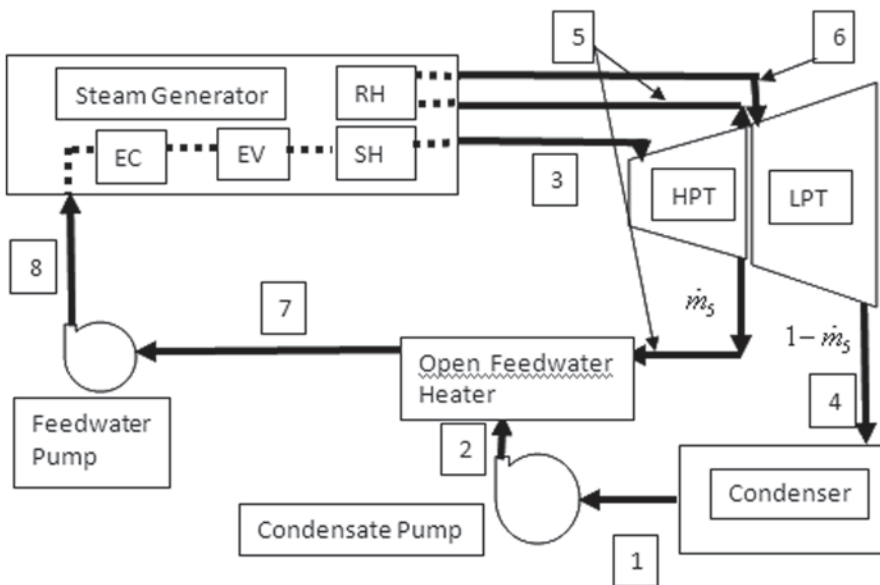 5
6
Steam Generator
RH
EC
EV
SH
3
HPT
LPT
8
7
ṁ₅
1− ṁ₅
Open Feedwater
Heater
4
Feedwater
Pump
2
Condenser
Condensate Pump
1